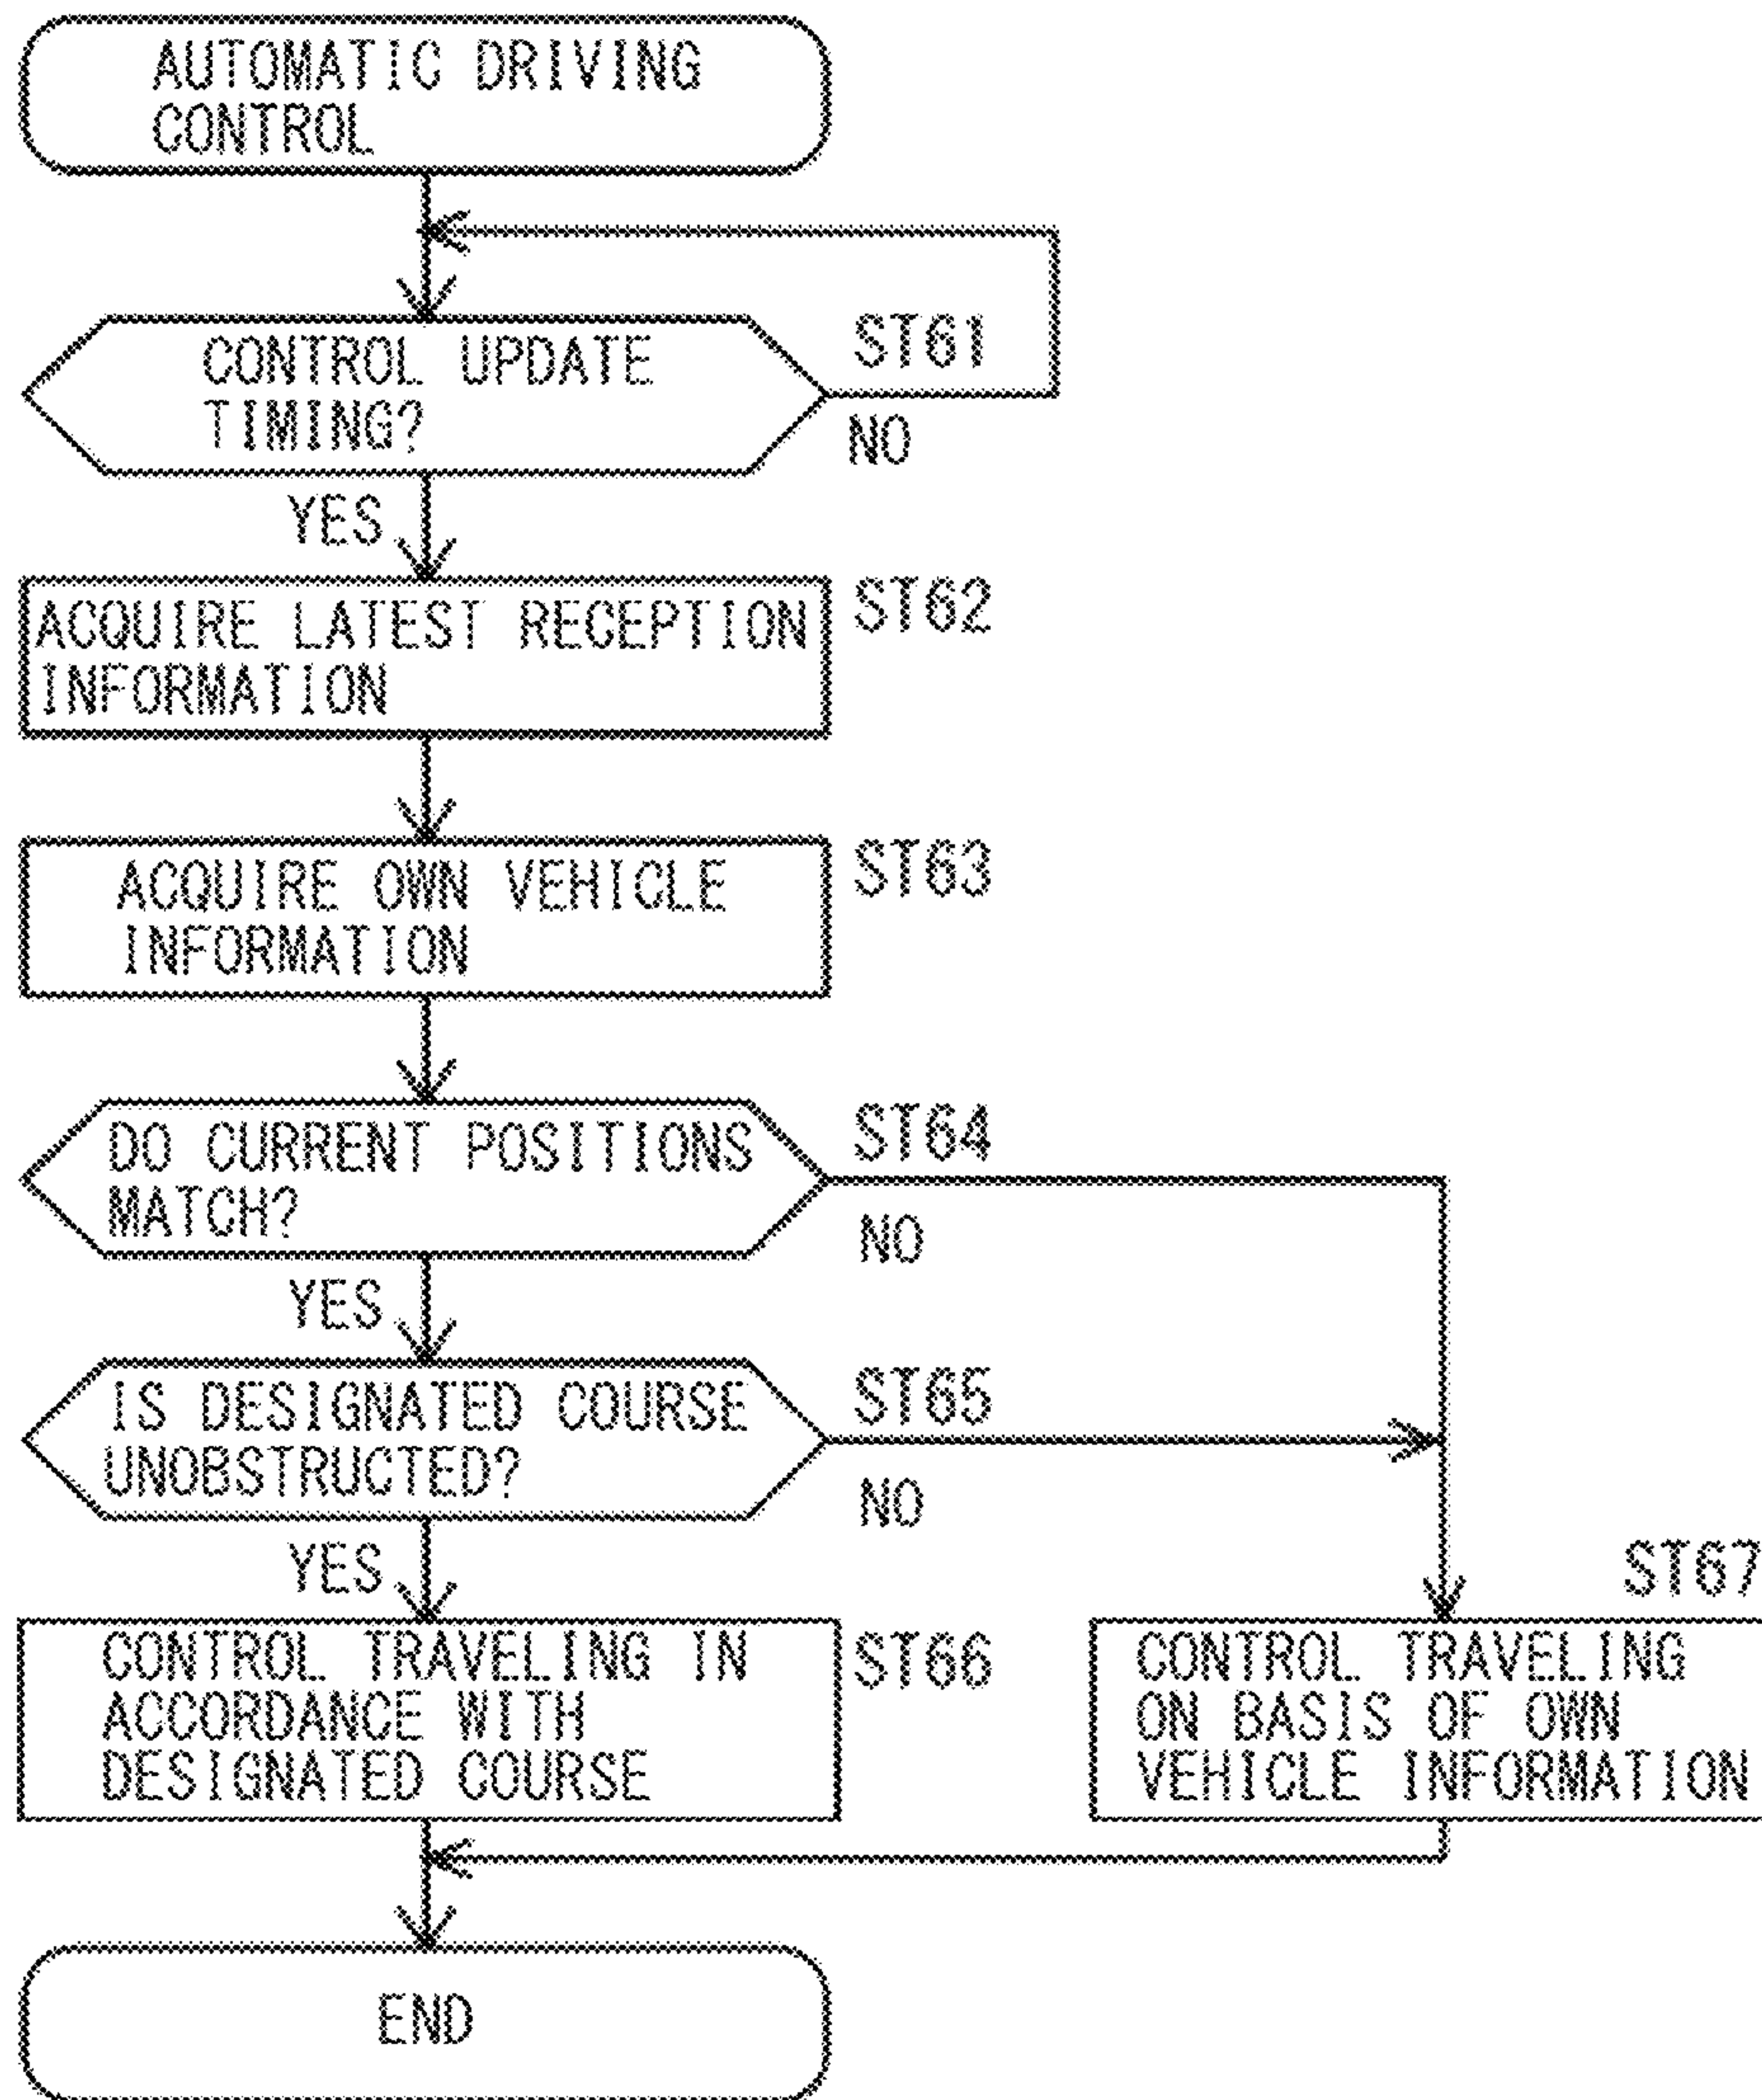 AUTOMATIC DRIVING
CONTROL
CONTROL UPDATE
TIMING?
ST61
NO
YES
ACQUIRE LATEST RECEPTION
INFORMATION
ST62
ACQUIRE OWN VEHICLE
INFORMATION
ST63
DO CURRENT POSITIONS
MATCH?
ST64
NO
YES
IS DESIGNATED COURSE
UNOBSTRUCTED?
ST65
NO
YES
CONTROL TRAVELING IN
ACCORDANCE WITH
DESIGNATED COURSE
ST66
ST67
CONTROL TRAVELING
ON BASIS OF OWN
VEHICLE INFORMATION
END